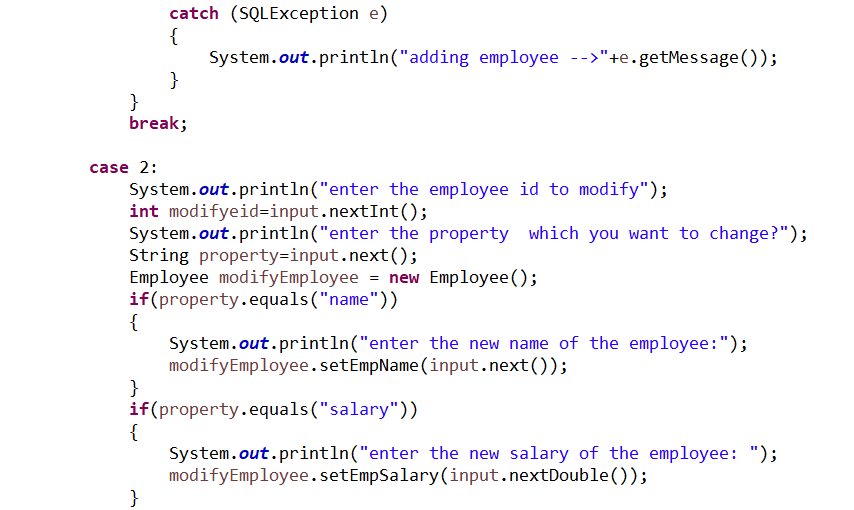 catch (SQLException e)
{
System.out.println("adding employee -->"+e.getMessage());
}
}
break;
case 2:
System.out.println("enter the employee id to modify");
int modifyeid=input.nextInt();
System.out.println("enter the property  which you want to change?");
String property=input.next();
Employee modifyEmployee = new Employee();
if(property.equals("name"))
{
System.out.println("enter the new name of the employee:");
modifyEmployee.setEmpName(input.next());
}
if(property.equals("salary"))
{
System.out.println("enter the new salary of the employee: ");
modifyEmployee.setEmpSalary(input.nextDouble());
}